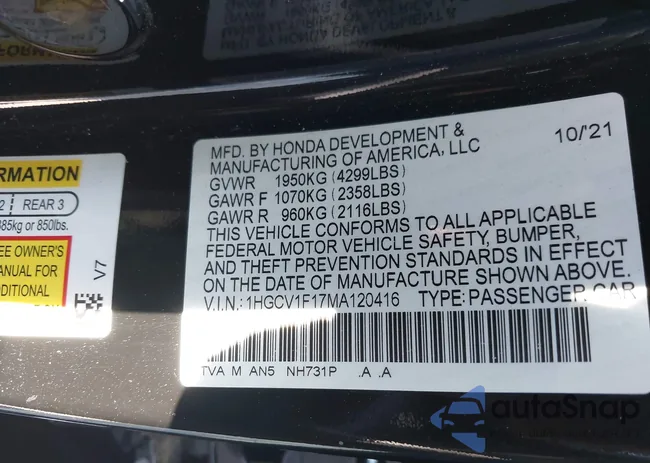 MFD. BY HONDA DEVELOPMENT &
MANUFACTURING OF AMERICA, LLC
10/'21
GVWR 1950KG (4299LBS)
GAWR F 1070KG (2358LBS)
GAWR R 960KG (2116LBS)
THIS VEHICLE CONFORMS TO ALL APPLICABLE
FEDERAL MOTOR VEHICLE SAFETY, BUMPER,
AND THEFT PREVENTION STANDARDS IN EFFECT
ON THE DATE OF MANUFACTURE SHOWN ABOVE.
V.I.N.: 1HGCV1F17MA120416 TYPE: PASSENGER CAR
TVA M AN5 NH731P .A .A
RMATION
2 | REAR 3
385kg or 850lbs.
EE OWNER'S
ANUAL FOR
DDITIONAL
V7
autoSnap